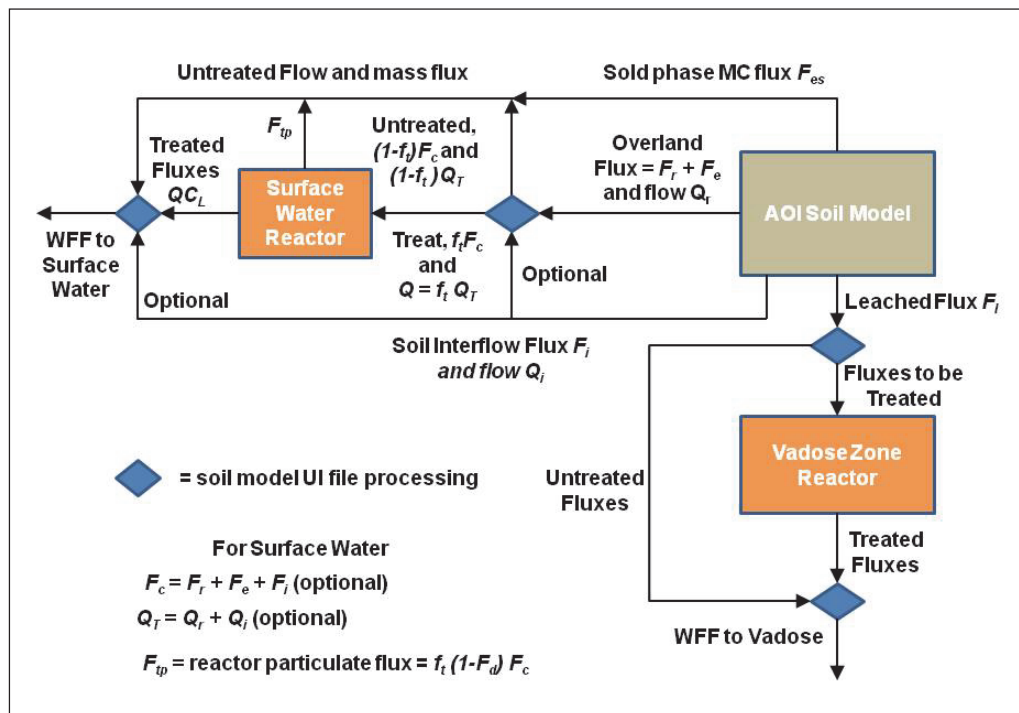 Untreated Flow and mass flux
Sold phase MC flux Fes
Ftp
Untreated,
(1-ft)Fc and
(1-ft)QT
Treated
Fluxes
QCL
Overland
Flux = Fr + Fe
and flow Qr
Surface
Water
Reactor
AOI Soil Model
WFF to
Surface
Water
Treat, ftFc
and
Q = ft QT
Optional
Optional
Leached Flux Fl
Soil Interflow Flux Fi
and flow Qi
Fluxes to be
Treated
Vadose Zone
Reactor
Untreated
Fluxes
= soil model UI file processing
Treated
Fluxes
For Surface Water
Fc = Fr + Fe + Fi (optional)
QT = Qr + Qi (optional)
WFF to Vadose
Ftp = reactor particulate flux = ft (1-Fd) Fc